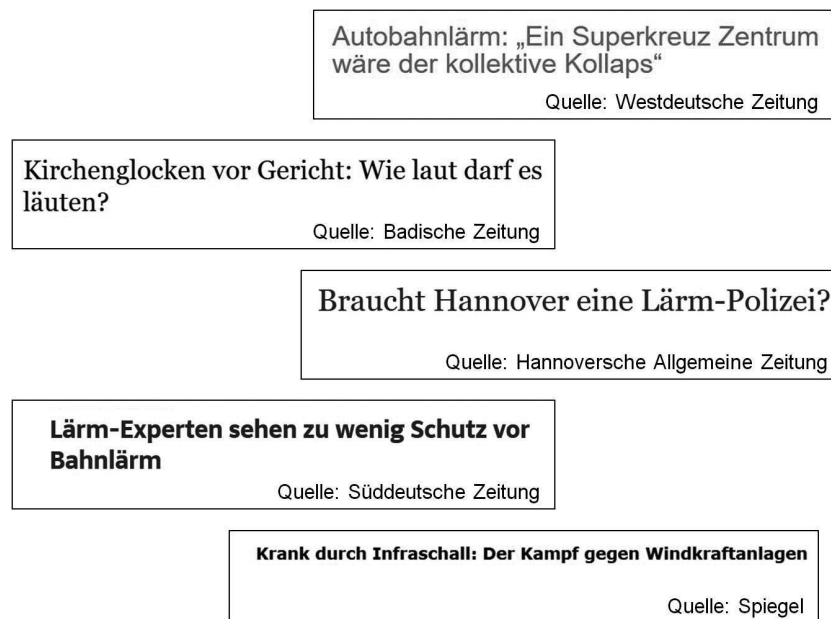 Autobahnlärm: „Ein Superkreuz Zentrum
wäre der kollektive Kollaps“
Quelle: Westdeutsche Zeitung
Kirchenglocken vor Gericht: Wie laut darf es
läuten?
Quelle: Badische Zeitung
Braucht Hannover eine Lärm-Polizei?
Quelle: Hannoversche Allgemeine Zeitung
Lärm-Experten sehen zu wenig Schutz vor
Bahnlärm
Quelle: Süddeutsche Zeitung
Krank durch Infraschall: Der Kampf gegen Windkraftanlagen
Quelle: Spiegel